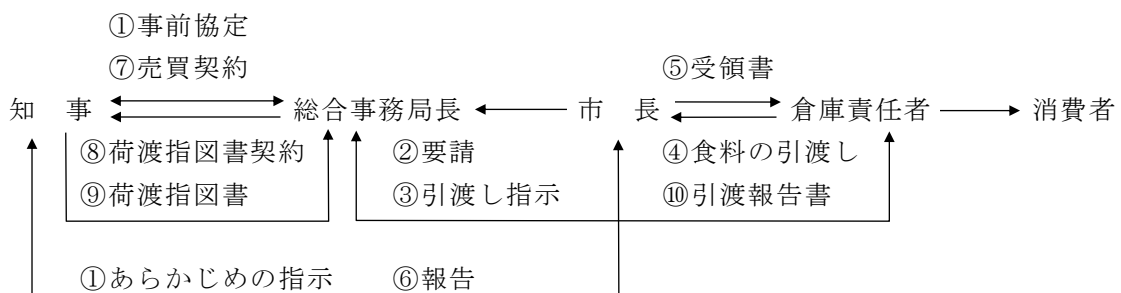 ①事前協定
⑦売買契約 ⑤受領書
知 事 総合事務局長 市 長 倉庫責任者 消費者
⑧荷渡指図書契約 ②要請 ④食料の引渡し
⑨荷渡指図書 ③引渡し指示 ⑩引渡報告書
①あらかじめの指示 ⑥報告